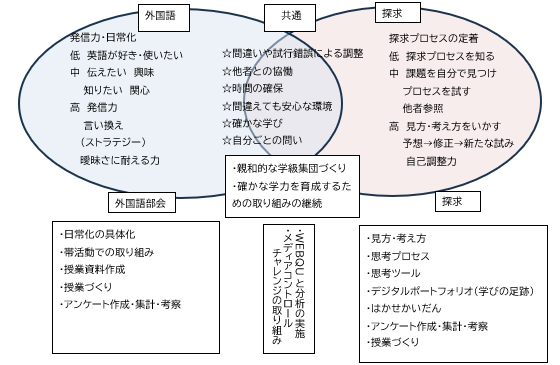 外国語
共通
探求
発信力・日常化
低 英語が好き・使いたい
中 伝えたい 興味
知りたい 関心
高 発信力
言い換え
（ストラテジー）
曖昧さに耐える力
☆間違いや試行錯誤による調整
☆他者との協働
☆時間の確保
☆間違えても安心な環境
☆確かな学び
☆自分ごとの問い
探求プロセスの定着
低 探求プロセスを知る
中 課題を自分で見つけ
プロセスを試す
他者参照
高 見方・考え方をいかす
予想→修正→新たな試み
自己調整力
・親和的な学級集団づくり
・確かな学力を育成するた
めの取り組みの継続
外国語部会
・日常化の具体化
・帯活動での取り組み
・授業資料作成
・授業づくり
・アンケート作成・集計・考察
・WEBQUと分析の実施
・メディアコントロール
チャレンジの取り組み
探求
・見方・考え方
・思考プロセス
・思考ツール
・デジタルポートフォリオ（学びの足跡）
・はかせかいだん
・アンケート作成・集計・考察
・授業づくり